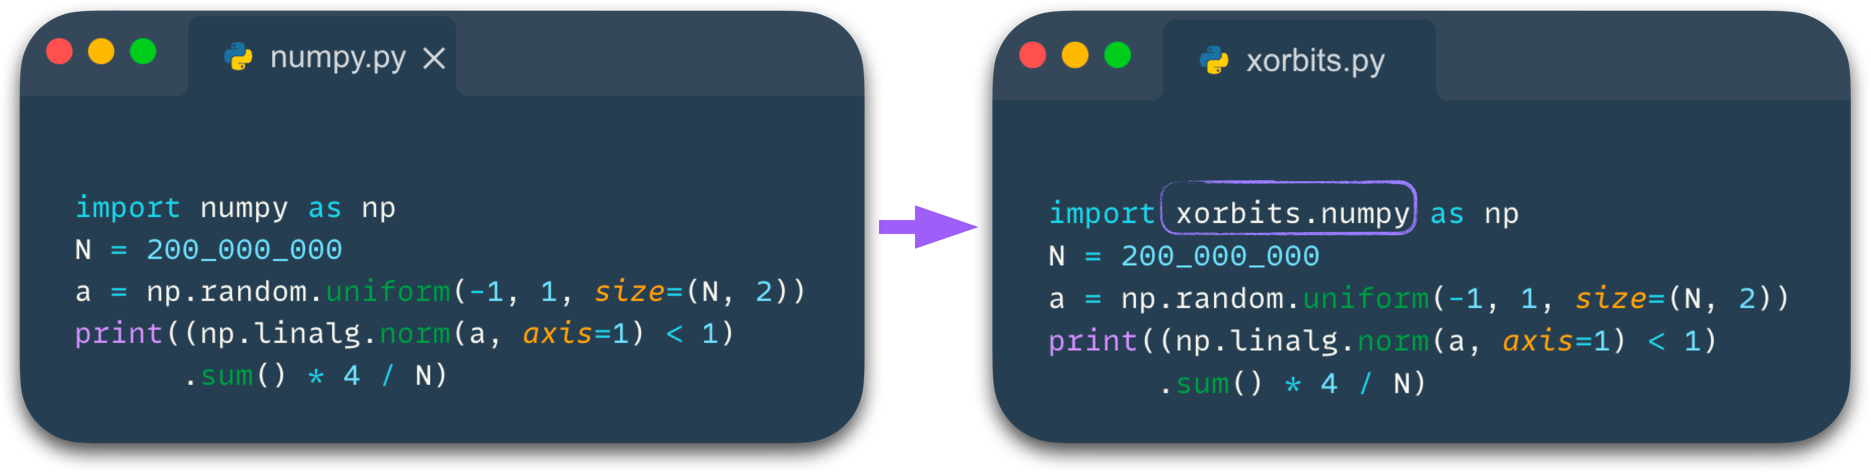 numpy.py
import numpy as np
N = 200_000_000
a = np.random.uniform(-1, 1, size=(N, 2))
print((np.linalg.norm(a, axis=1) < 1)
.sum() * 4 / N)
xorbits.py
import xorbits.numpy as np
N = 200_000_000
a = np.random.uniform(-1, 1, size=(N, 2))
print((np.linalg.norm(a, axis=1) < 1)
.sum() * 4 / N)